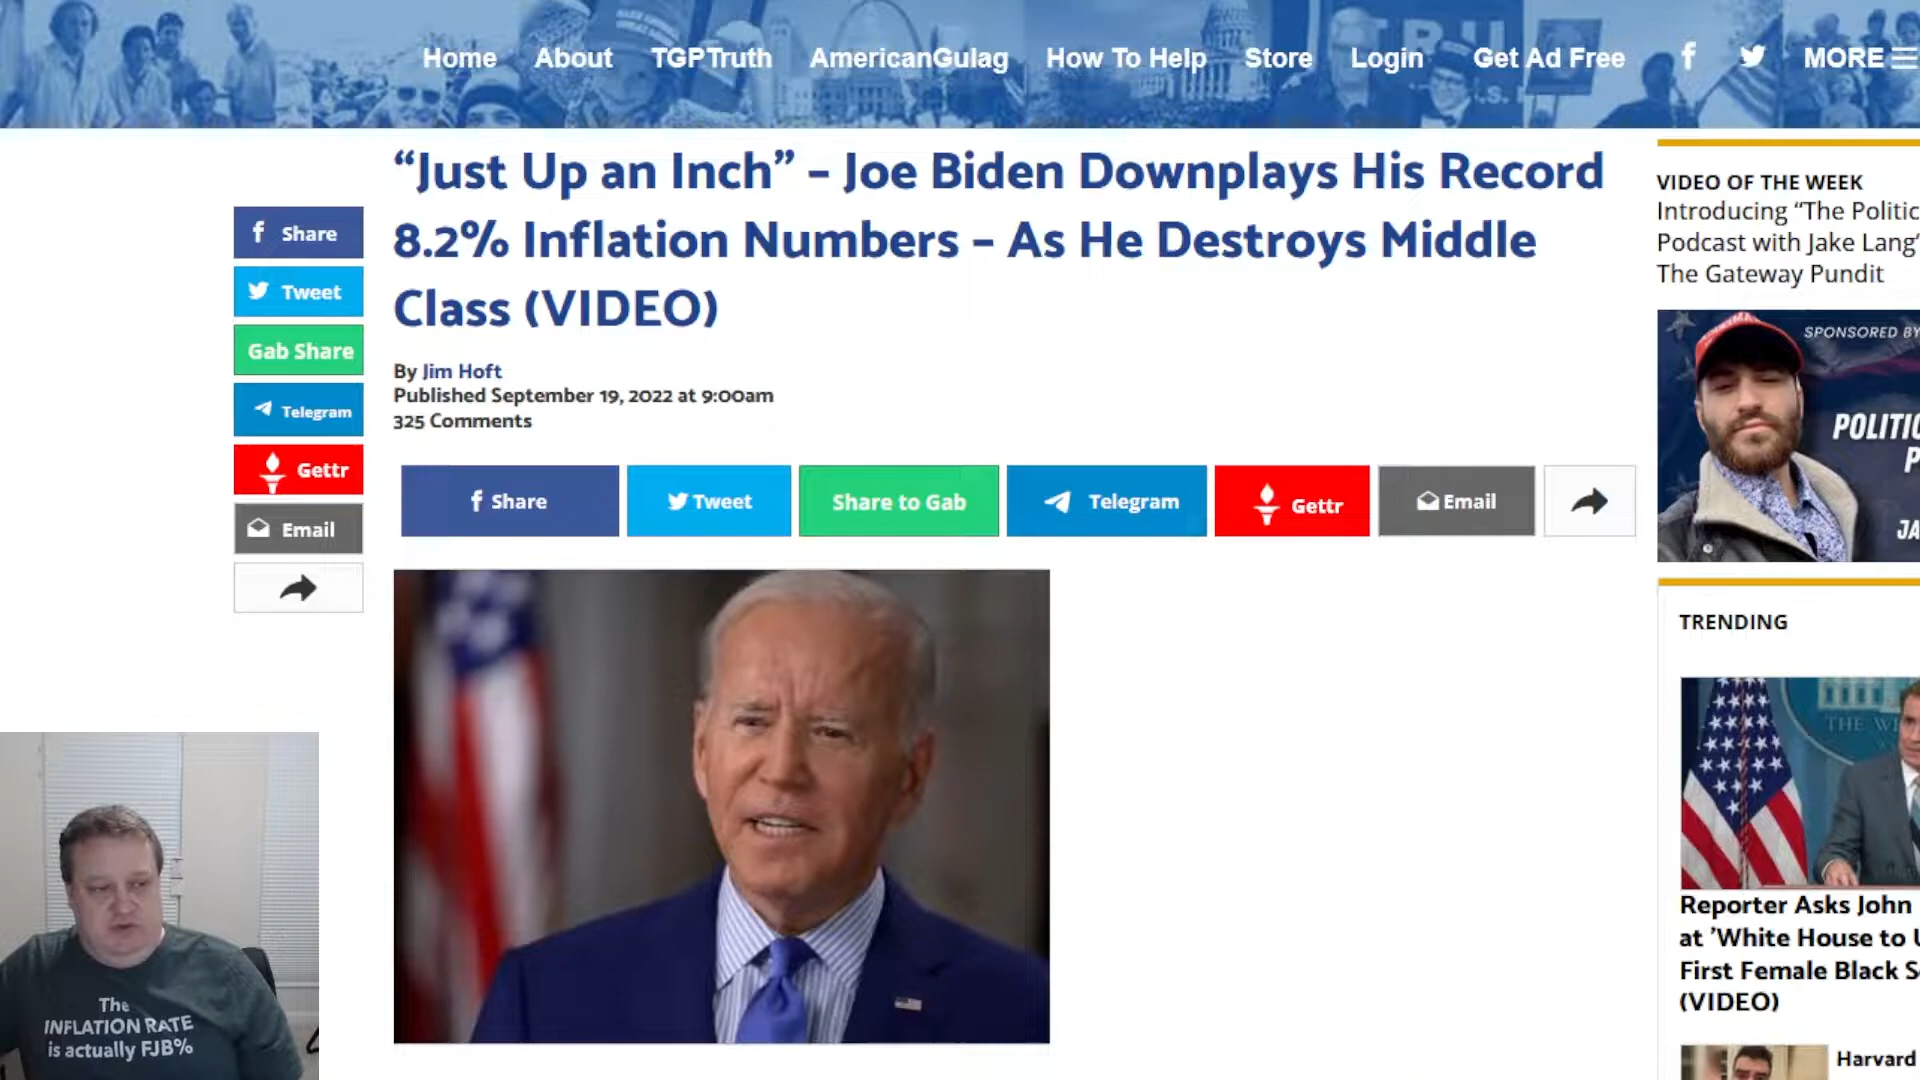 Home About TGPTruth AmericanGulag How To Help Store Login Get Ad Free MORE
“Just Up an Inch” – Joe Biden Downplays His Record
8.2% Inflation Numbers – As He Destroys Middle
Class (VIDEO)
By Jim Hoft
Published September 19, 2022 at 9:00am
325 Comments
Share
Tweet
Gab Share
Telegram
Gettr
Email
Share Tweet Share to Gab Telegram Gettr Email
VIDEO OF THE WEEK
Introducing “The Politic
Podcast with Jake Lang”
The Gateway Pundit
SPONSORED BY
POLITIC
P
JA
TRENDING
THE W
Reporter Asks John
at ’White House to U
First Female Black S
(VIDEO)
Harvard
The
INFLATION RATE
is actually FJB%